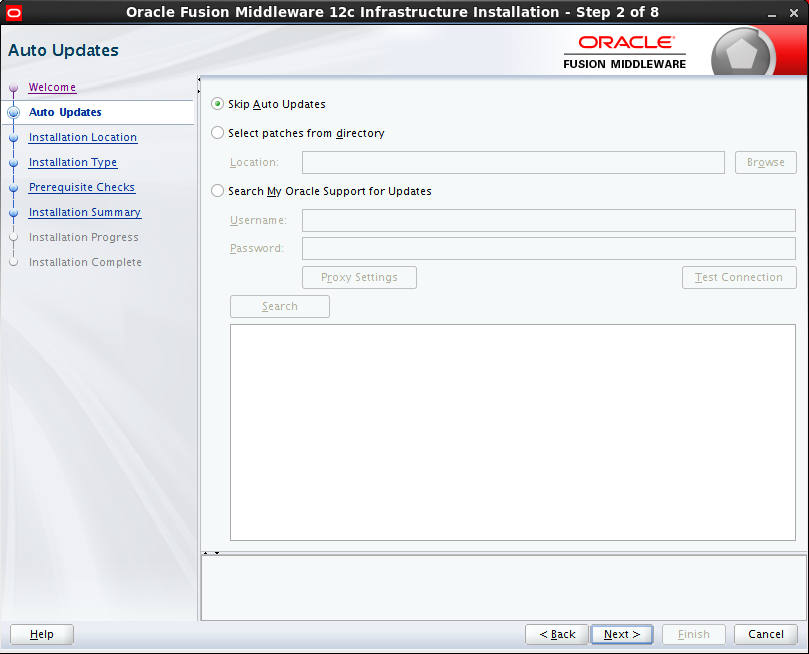 Oracle Fusion Middleware 12c Infrastructure Installation - Step 2 of 8
Auto Updates
ORACLE
FUSION MIDDLEWARE
Welcome
Auto Updates
Installation Location
Installation Type
Prerequisite Checks
Installation Summary
Installation Progress
Installation Complete
Skip Auto Updates
Select patches from directory
Location:
Browse
Search My Oracle Support for Updates
Username:
Password:
Proxy Settings
Test Connection
Search
Help
< Back
Next >
Finish
Cancel